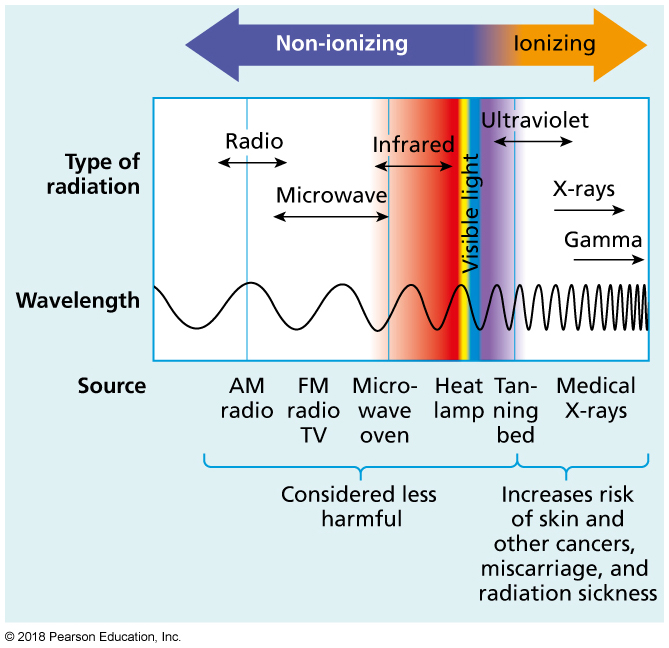 Non-ionizing
Ionizing
Type of
radiation
Radio
Microwave
Infrared
Visible light
Ultraviolet
X-rays
Gamma
Wavelength
Source
AM
radio
FM
radio
TV
Micro-
wave
oven
Heat
lamp
Tan-
ning
bed
Medical
X-rays
Considered less
harmful
Increases risk
of skin and
other cancers,
miscarriage, and
radiation sickness
© 2018 Pearson Education, Inc.